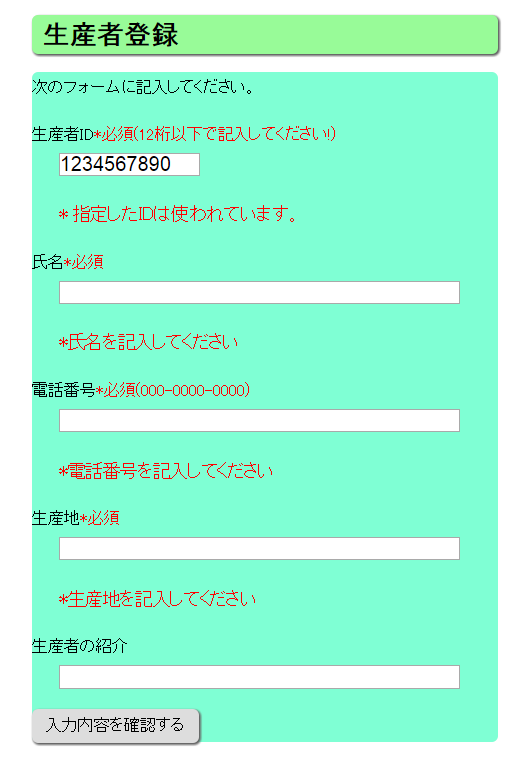 生産者登録
次のフォームに記入してください。
生産者ID*必須(12桁以下で記入してください!)
1234567890
* 指定したIDは使われています。
氏名*必須
*氏名を記入してください
電話番号*必須(000-0000-0000)
*電話番号を記入してください
生産地*必須
*生産地を記入してください
生産者の紹介
入力内容を確認する